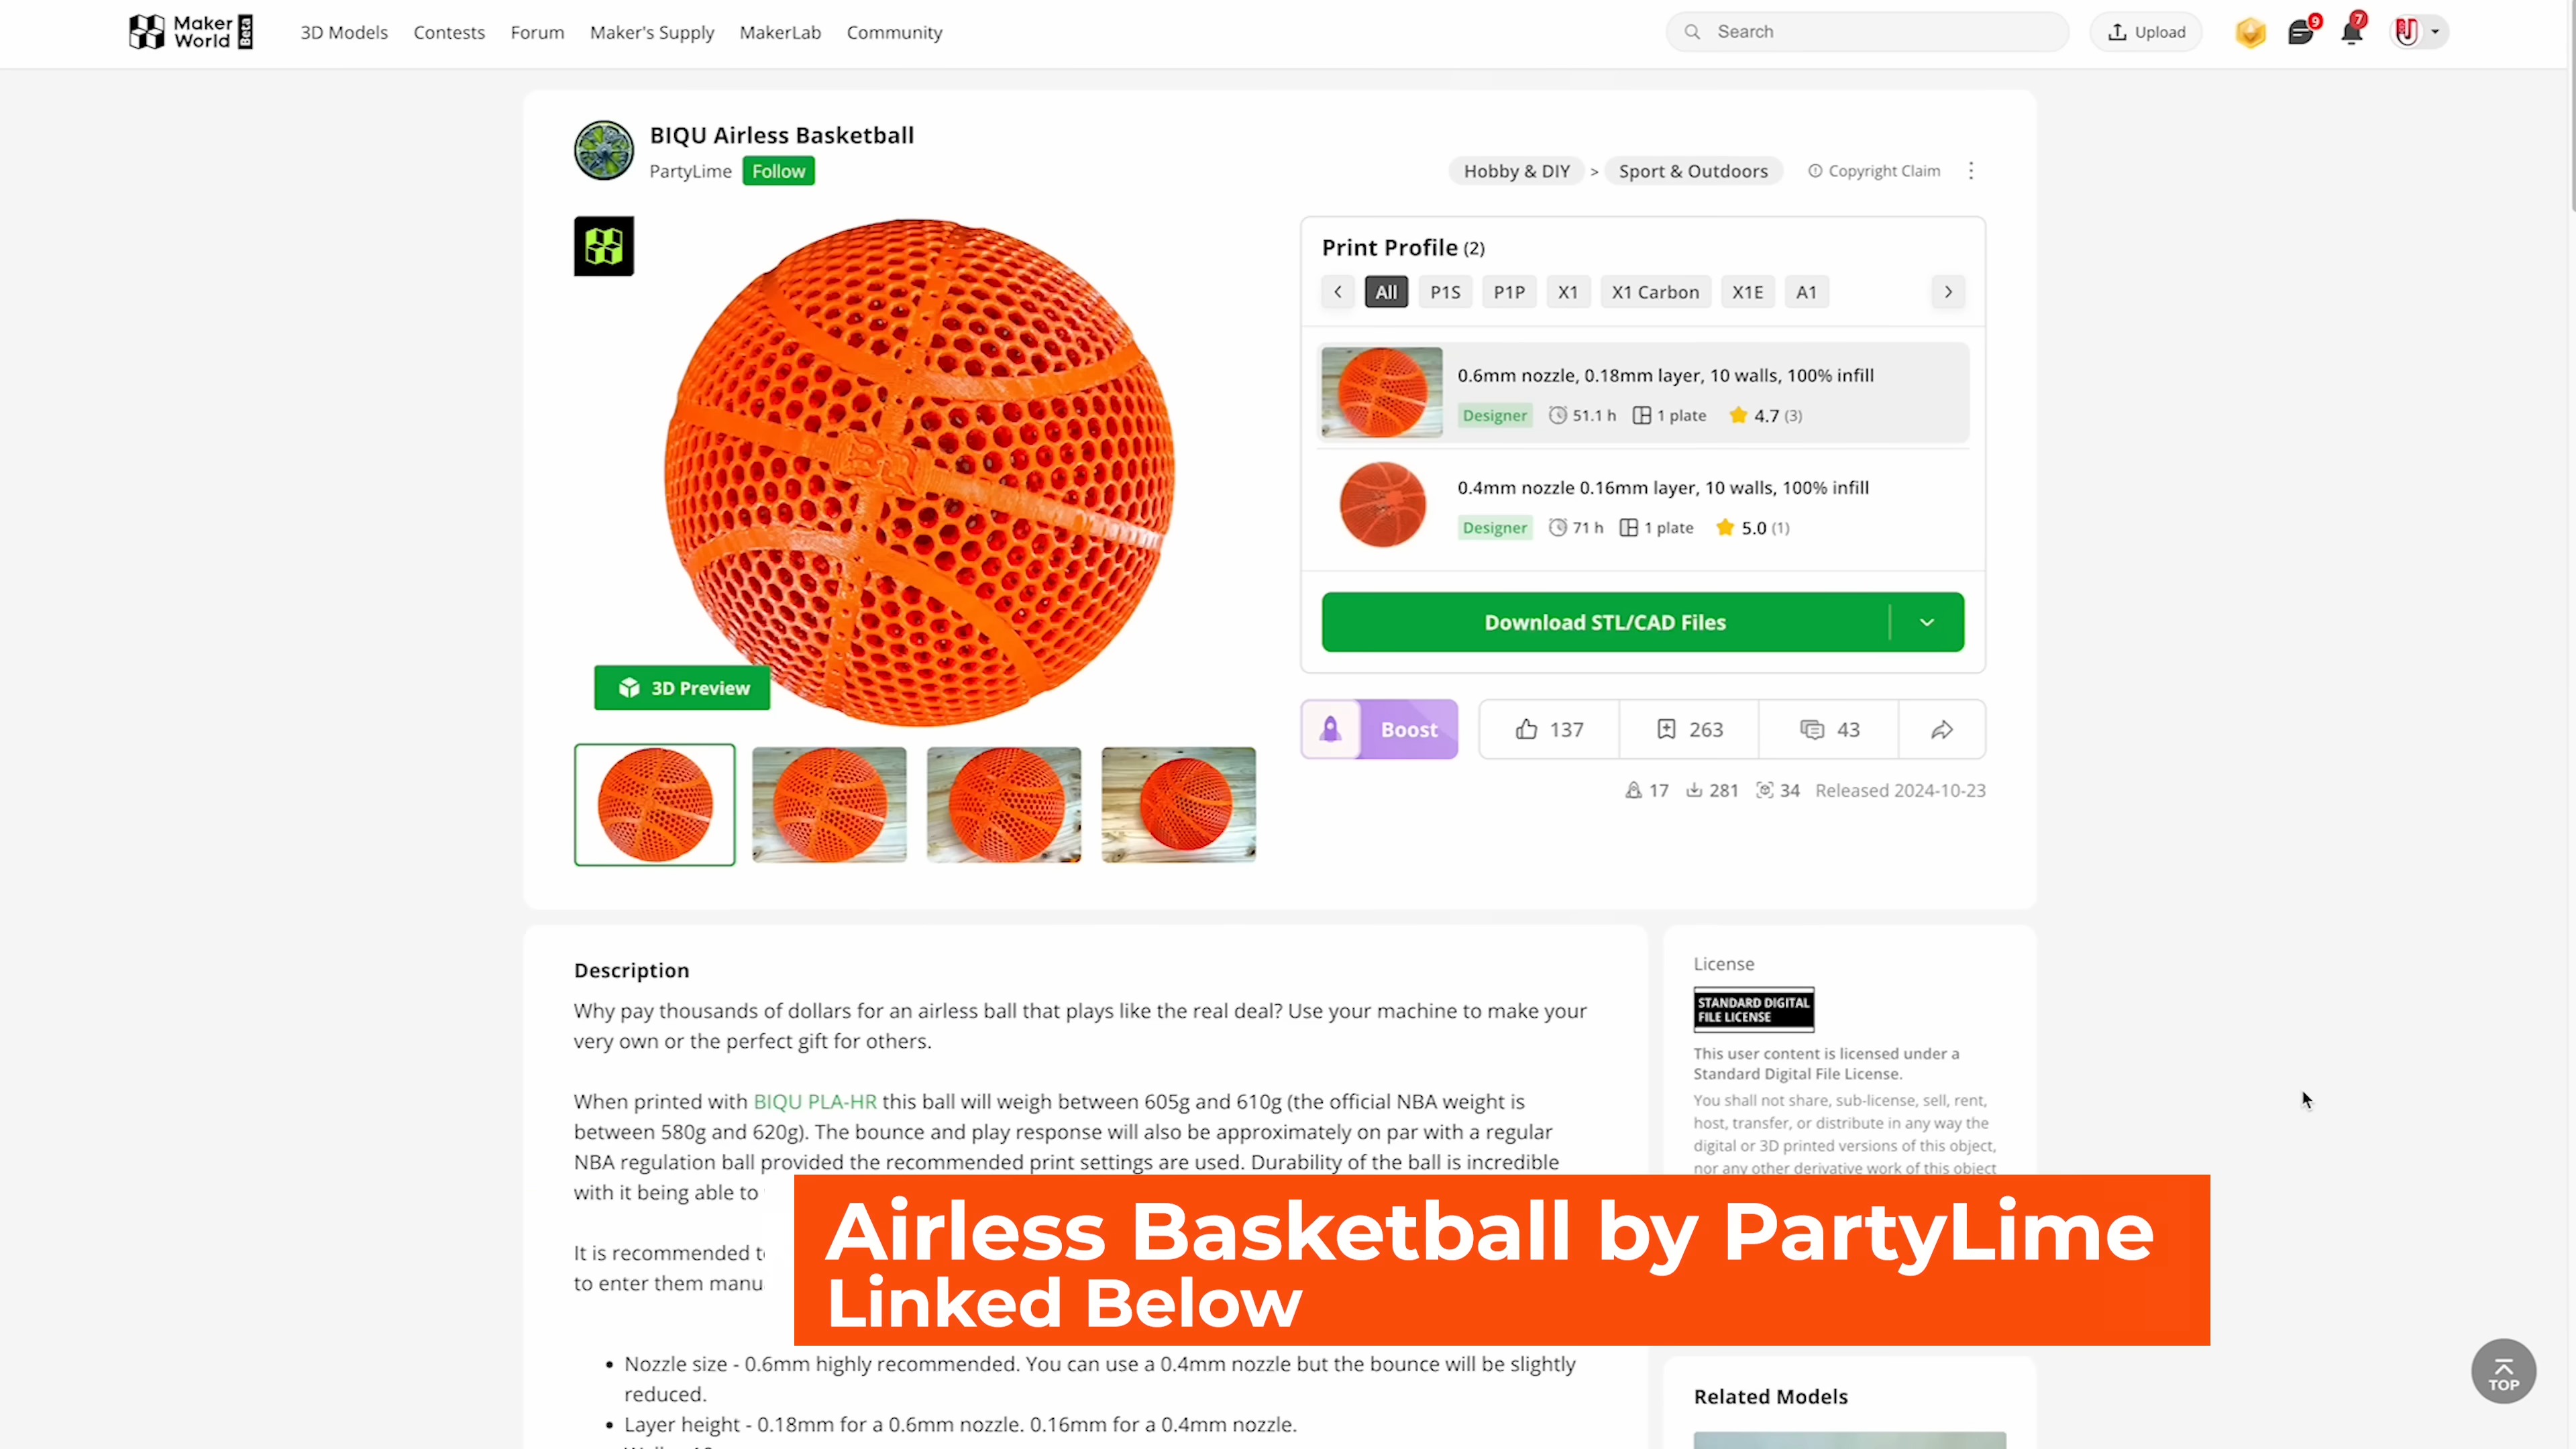 Maker World Beta
3D Models
Contests
Forum
Maker's Supply
MakerLab
Community
Search
Upload
9
7
BIQU Airless Basketball
PartyLime
Follow
Hobby & DIY > Sport & Outdoors
Copyright Claim
3D Preview
Print Profile (2)
All
P1S
P1P
X1
X1 Carbon
X1E
A1
0.6mm nozzle, 0.18mm layer, 10 walls, 100% infill
Designer 51.1 h 1 plate 4.7 (3)
0.4mm nozzle 0.16mm layer, 10 walls, 100% infill
Designer 71 h 1 plate 5.0 (1)
Download STL/CAD Files
Boost
137
263
43
17 281 34 Released 2024-10-23
Description
Why pay thousands of dollars for an airless ball that plays like the real deal? Use your machine to make your
very own or the perfect gift for others.
When printed with BIQU PLA-HR this ball will weigh between 605g and 610g (the official NBA weight is
between 580g and 620g). The bounce and play response will also be approximately on par with a regular
NBA regulation ball provided the recommended print settings are used. Durability of the ball is incredible
with it being able to
It is recommended
to enter them manu
Nozzle size - 0.6mm highly recommended. You can use a 0.4mm nozzle but the bounce will be slightly
reduced.
Layer height - 0.18mm for a 0.6mm nozzle. 0.16mm for a 0.4mm nozzle.
License
STANDARD DIGITAL
FILE LICENSE
This user content is licensed under a
Standard Digital File License.
You shall not share, sub-license, sell, rent,
host, transfer, or distribute in any way the
digital or 3D printed versions of this object,
nor any other derivative work of this object
Airless Basketball by PartyLime
Linked Below
Related Models
TOP